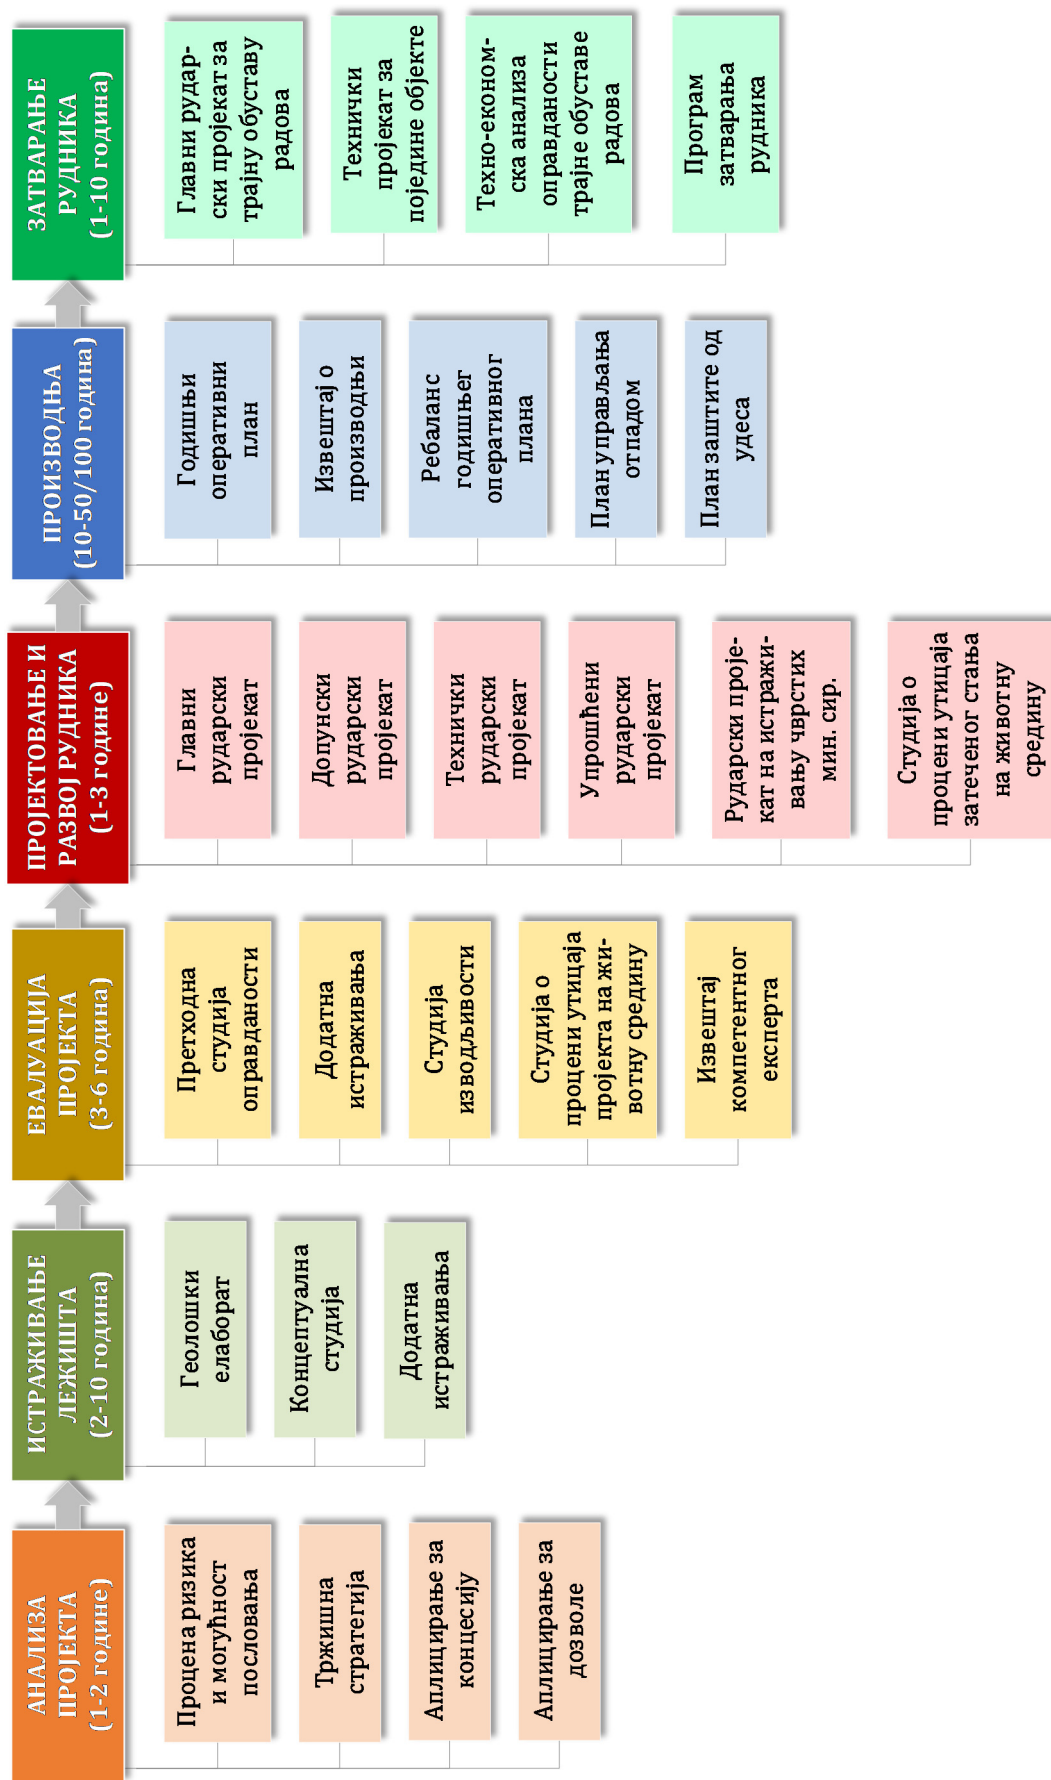 АНАЛИЗА
ПРОЈЕКТА
(1-2 године)
Процена ризика
и могућност
пословања
Тржишна
стратегија
Аплицирање за
концесију
Аплицирање за
дозволе
ИСТРАЖИВАЊЕ
ЛЕЖИШТА
(2-10 година)
Геолошки
елаборат
Концептуална
студија
Додатна
истраживања
ЕВАЛУАЦИЈА
ПРОЈЕКТА
(3-6 година)
Претходна
студија
оправданости
Додатна
истраживања
Студија
изводљивости
Студија о
процени утицаја
пројекта на жи-
вотну средину
Извештај
компетентног
експерта
ПРОЈЕКТОВАЊЕ И
РАЗВОЈ РУДНИКА
(1-3 године)
Главни
рударски
пројекат
Допунски
рударски
пројекат
Технички
рударски
пројекат
Упрошћени
рударски
пројекат
Рударски проје-
кат на истражи-
вању чврстих
мин. сир.
Студија о
процени утицаја
затеченог стања
на животну
средину
ПРОИЗВОДЊА
(10-50/100 година)
Годишњи
оперативни
план
Извештај о
производњи
Ребаланс
годишњег
оперативног
плана
План управљања
отпадом
План заштите од
удеса
ЗАТВАРАЊЕ
РУДНИКА
(1-10 година)
Главни рудар-
ски пројекат за
трајну обуставу
радова
Технички
пројекат за
поједине објекте
Техно-економ-
ска анализа
оправданости
трајне обуставе
радова
Програм
затварања
рудника